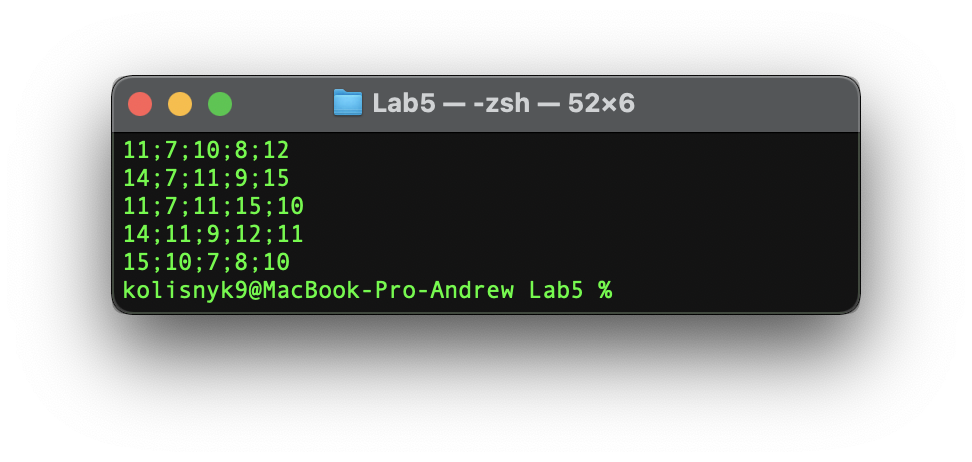 Lab5 — -zsh — 52×6
11;7;10;8;12
14;7;11;9;15
11;7;11;15;10
14;11;9;12;11
15;10;7;8;10
kolisnyk9@MacBook-Pro-Andrew Lab5 %